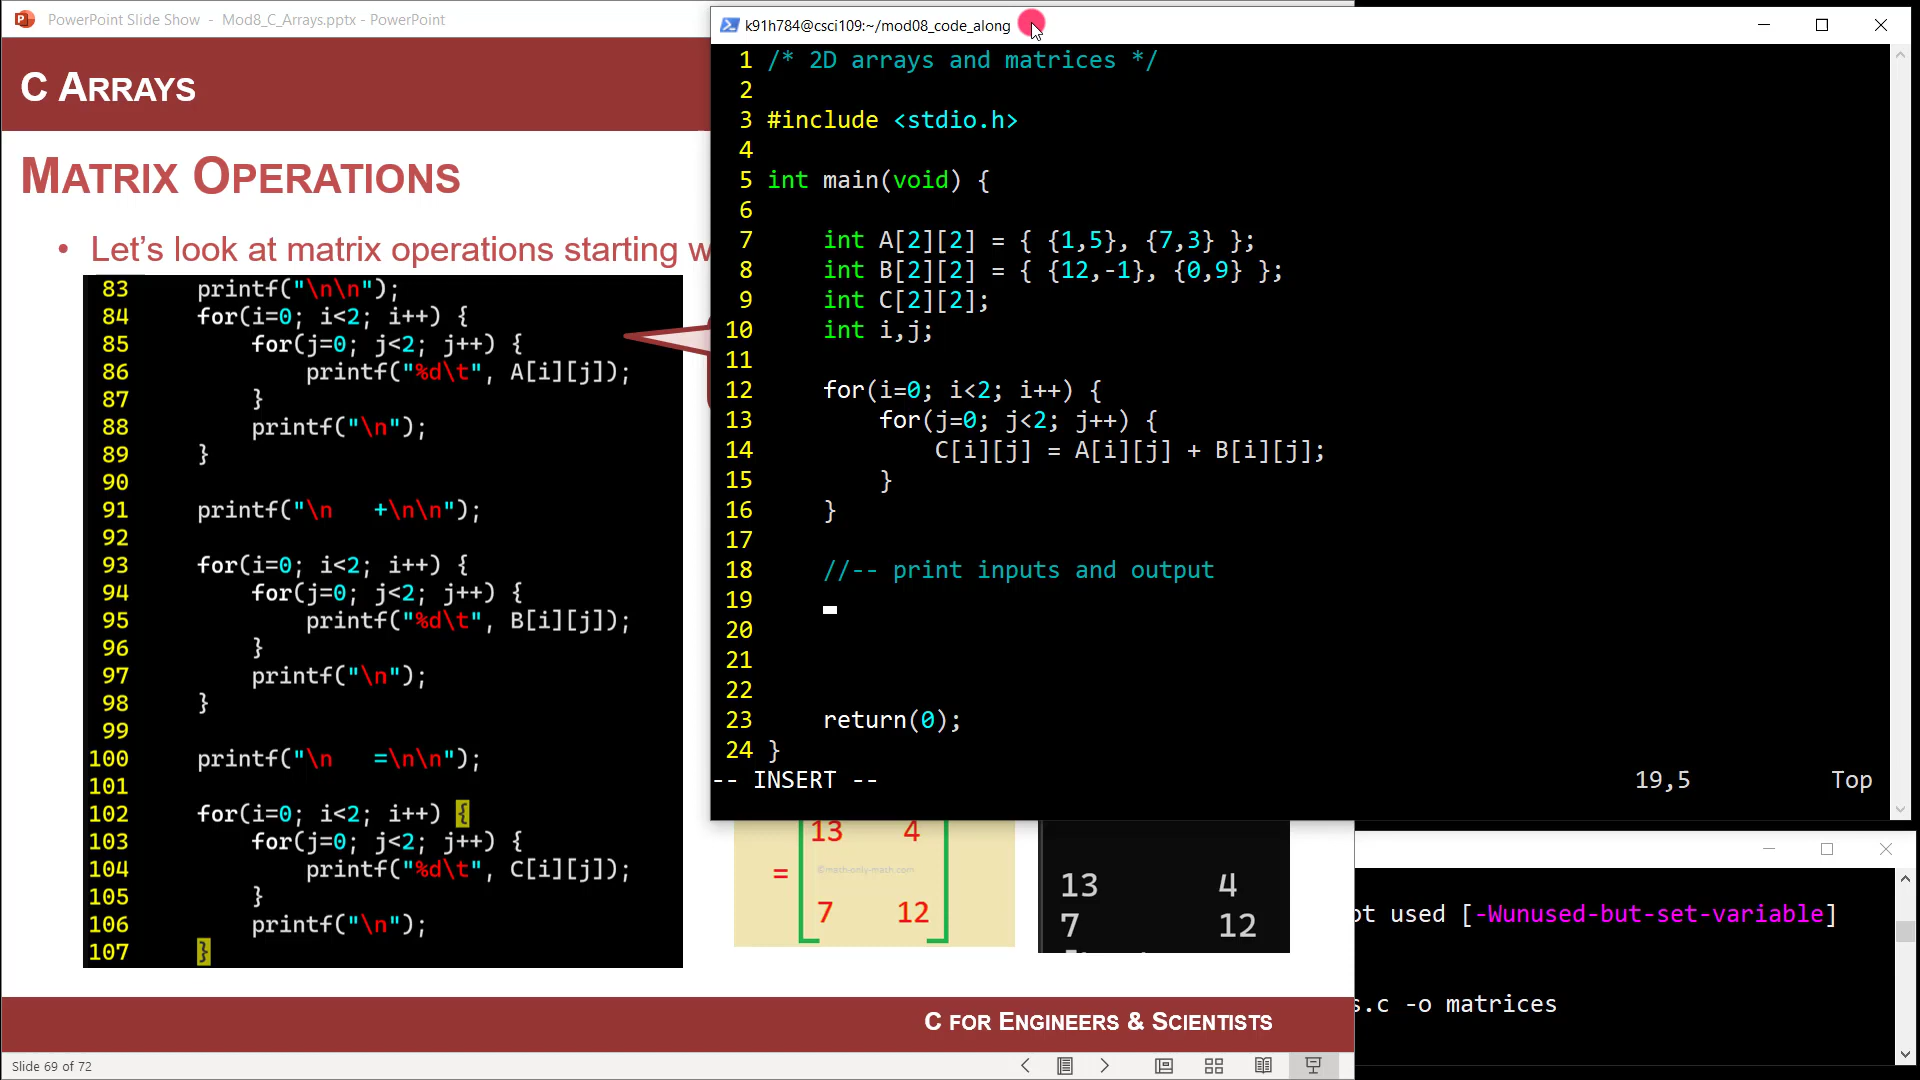 PowerPoint Slide Show - Mod8_C_Arrays.pptx - PowerPoint
C ARRAYS
MATRIX OPERATIONS
• Let's look at matrix operations starting
83 printf("\n\n");
84 for(i=0; i<2; i++) {
85 for(j=0; j<2; j++) {
86 printf("%d\t", A[i][j]);
87 }
88 printf("\n");
89 }
90
91 printf("\n   +\n\n");
92
93 for(i=0; i<2; i++) {
94 for(j=0; j<2; j++) {
95 printf("%d\t", B[i][j]);
96 }
97 printf("\n");
98 }
99
100 printf("\n   =\n\n");
101
102 for(i=0; i<2; i++) {
103 for(j=0; j<2; j++) {
104 printf("%d\t", C[i][j]);
105 }
106 printf("\n");
107 }
k91h784@csci109:~/mod08_code_along
1 /* 2D arrays and matrices */
2
3 #include <stdio.h>
4
5 int main(void) {
6
7 int A[2][2] = { {1,5}, {7,3} };
8 int B[2][2] = { {12,-1}, {0,9} };
9 int C[2][2];
10 int i,j;
11
12 for(i=0; i<2; i++) {
13 for(j=0; j<2; j++) {
14 C[i][j] = A[i][j] + B[i][j];
15 }
16 }
17
18 //-- print inputs and output
19
20
21
22
23 return(0);
24 }
-- INSERT -- 19,5 Top
13 4
=
©math-only-math.com
7 12
13 4
7 12
used [-Wunused-but-set-variable]
.c -o matrices
C FOR ENGINEERS & SCIENTISTS
Slide 69 of 72